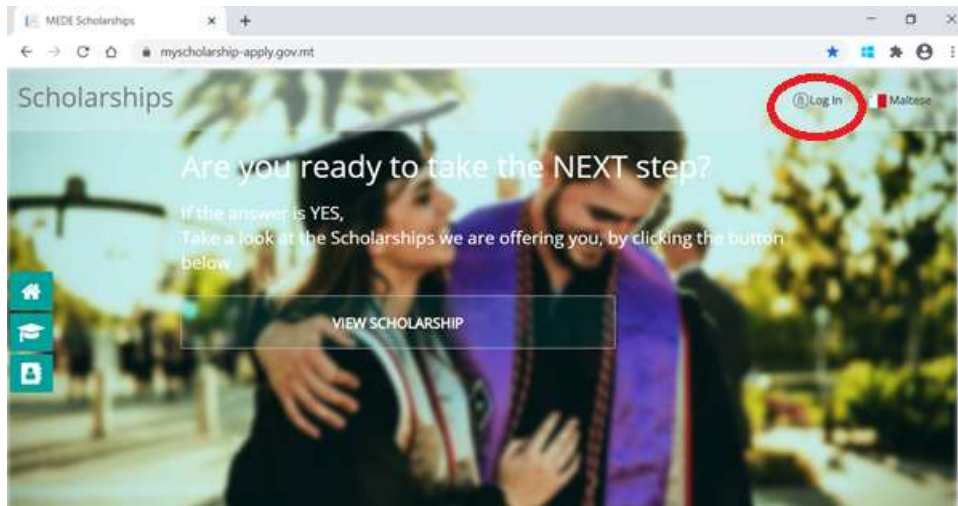 MEDE Scholarships
myscholarship-apply.gov.mt
Scholarships
Log In
Maltese
Are you ready to take the NEXT step?
If the answer is YES,
Take a look at the Scholarships we are offering you, by clicking the button
below
VIEW SCHOLARSHIP